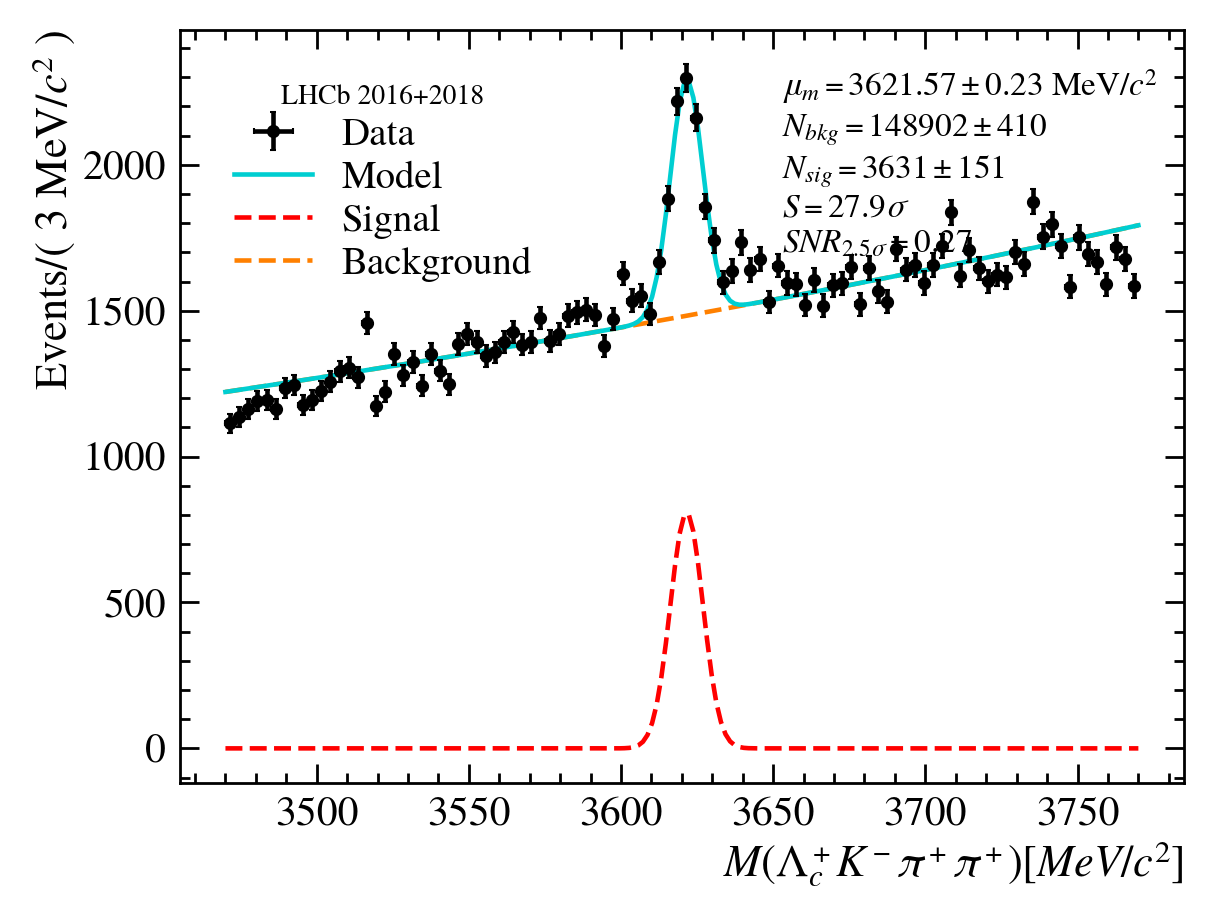 LHCb 2016+2018
Data
Model
Signal
Background
μ_m = 3621.57 ± 0.23 MeV/c²
N_bkg = 148902 ± 410
N_sig = 3631 ± 151
S = 27.9 σ
SNR_2.5σ = 0.27
Events/( 3 MeV/c² )
2000
1500
1000
500
0
3500 3550 3600 3650 3700 3750
M(Λ_c⁺ K⁻ π⁺ π⁺)[MeV/c²]